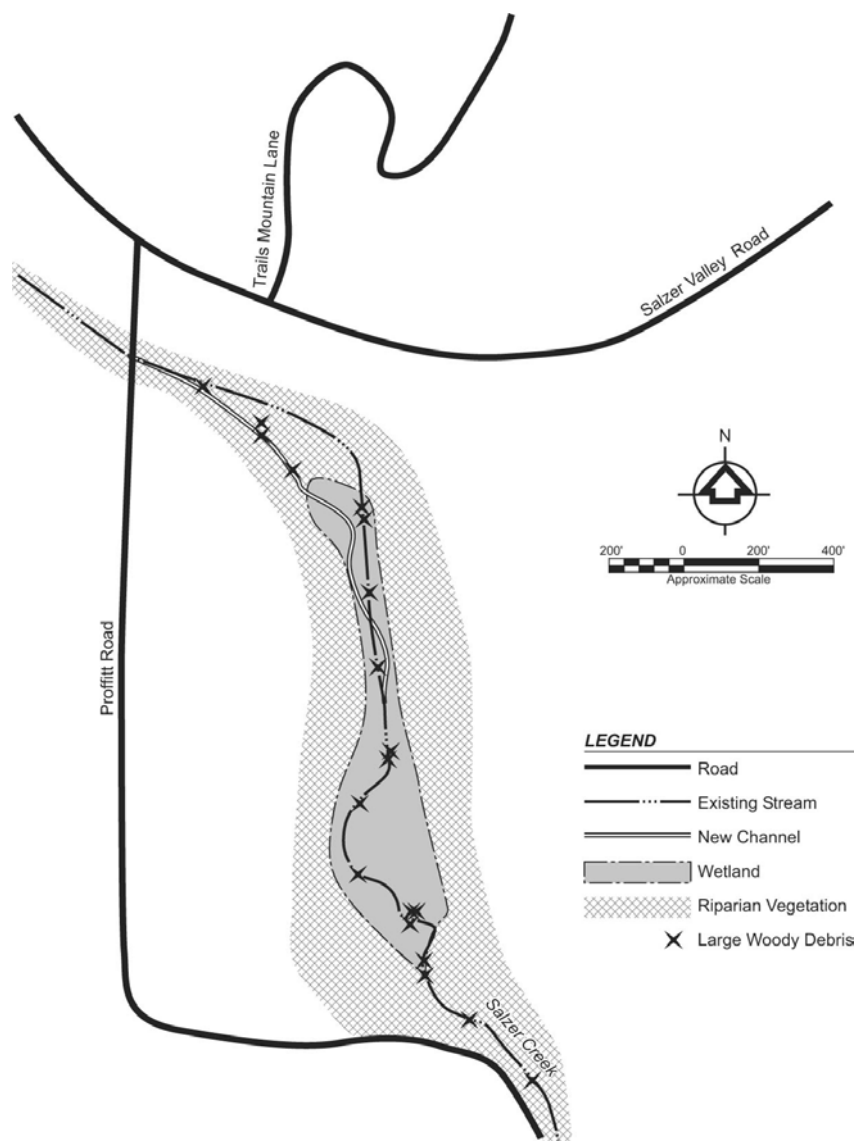 Trails Mountain Lane
Salzer Valley Road
Proffitt Road
N
200' 0 200' 400'
Approximate Scale
LEGEND
Road
Existing Stream
New Channel
Wetland
Riparian Vegetation
Large Woody Debris
Salzer Creek